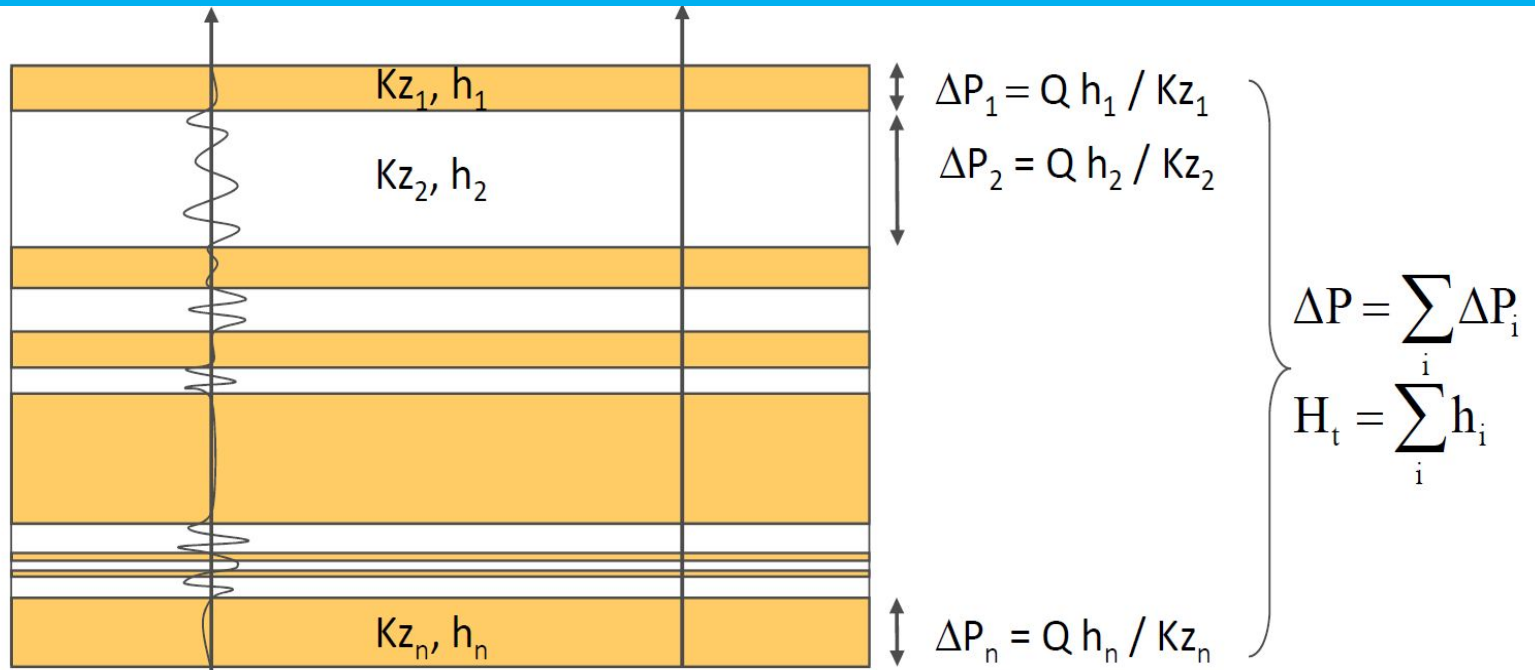 Kz₁, h₁
ΔP₁ = Q h₁ / Kz₁
Kz₂, h₂
ΔP₂ = Q h₂ / Kz₂
ΔP = ∑ᵢ ΔPᵢ
Hₜ = ∑ᵢ hᵢ
Kzₙ, hₙ
ΔPₙ = Q hₙ / Kzₙ